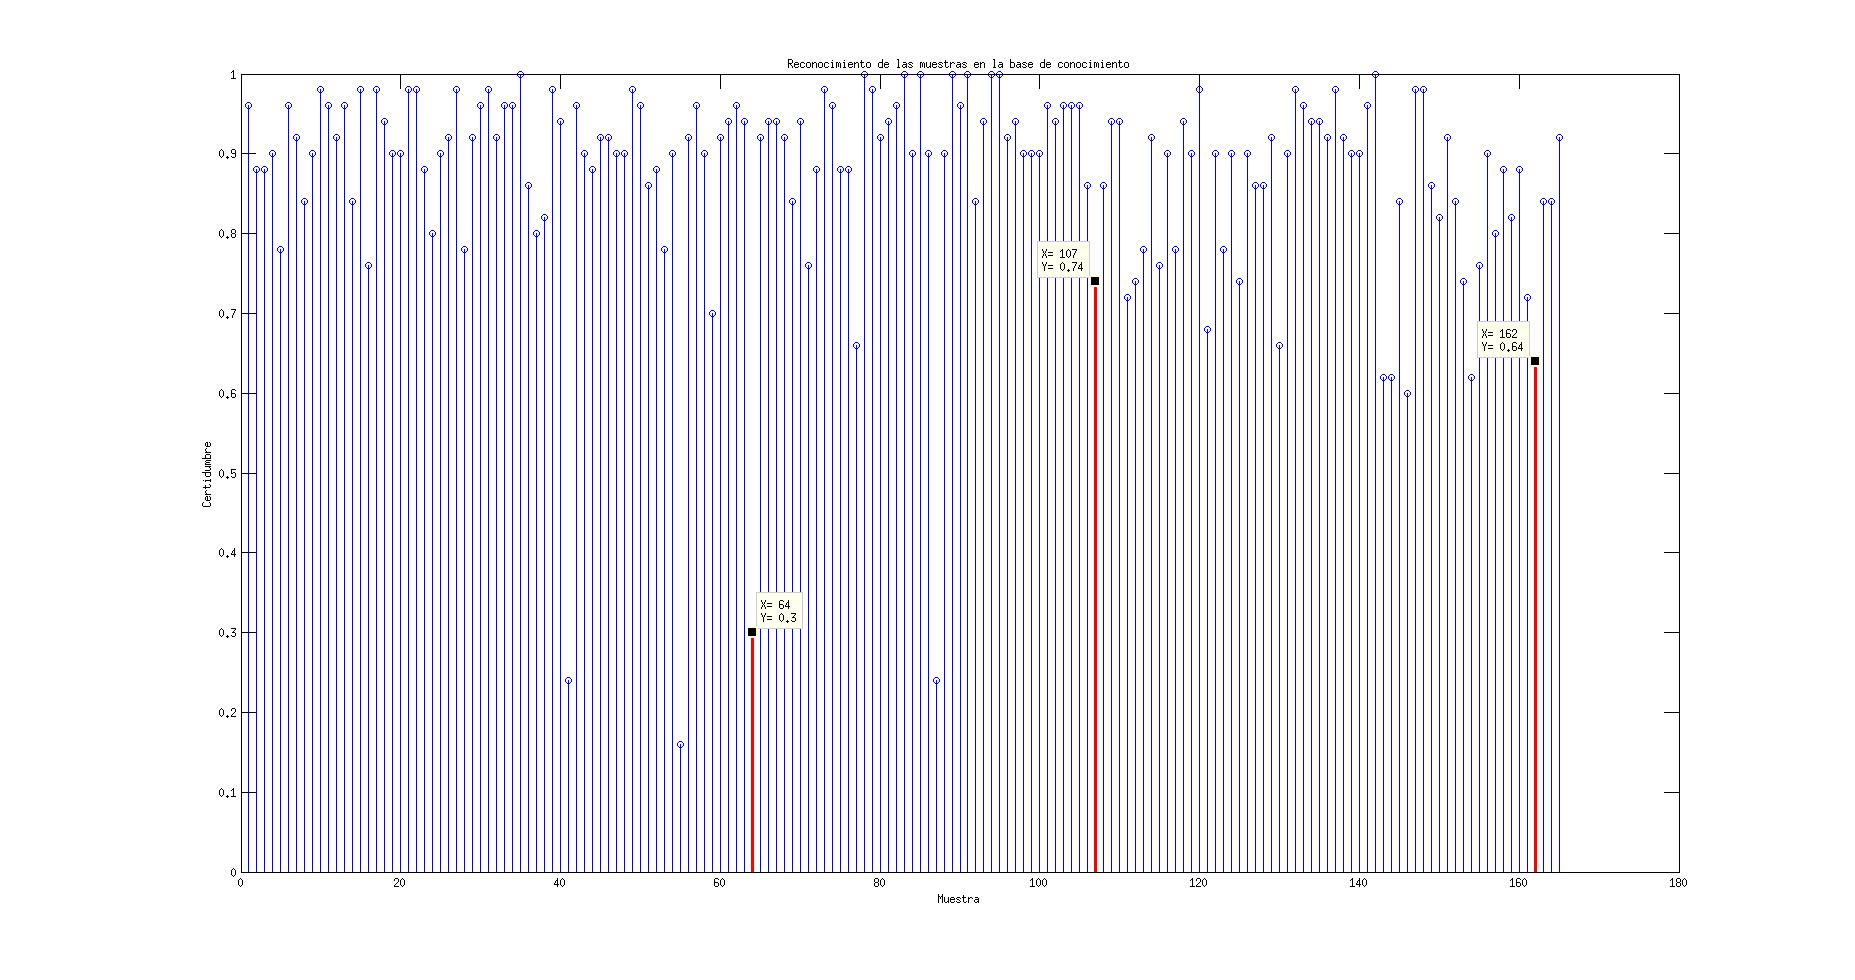 Reconocimiento de las muestras en la base de conocimiento
1
0.9
0.8
0.7
0.6
0.5
0.4
0.3
0.2
0.1
0
Certidumbre
X= 107
Y= 0.74
X= 162
Y= 0.64
X= 64
Y= 0.3
0 20 40 60 80 100 120 140 160 180
Muestra